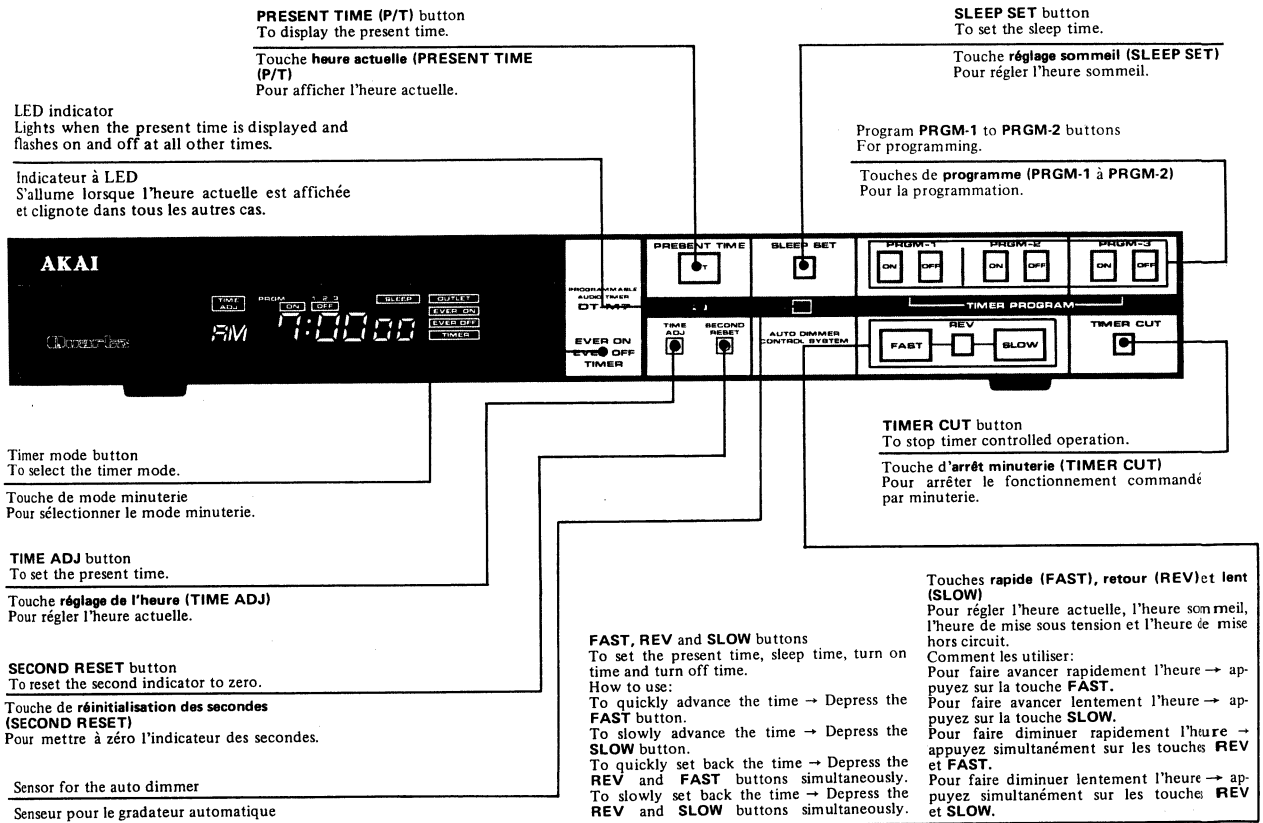 PRESENT TIME (P/T) button
To display the present time.
Touche heure actuelle (PRESENT TIME
(P/T)
Pour afficher l'heure actuelle.
SLEEP SET button
To set the sleep time.
Touche réglage sommeil (SLEEP SET)
Pour régler l'heure sommeil.
LED indicator
Lights when the present time is displayed and
flashes on and off at all other times.
Indicateur à LED
S'allume lorsque l'heure actuelle est affichée
et clignote dans tous les autres cas.
Program PRGM-1 to PRGM-2 buttons
For programming.
Touches de programme (PRGM-1 à PRGM-2)
Pour la programmation.
AKAI
Quartz
TIME
ADJ
PRGM 1 2 3
ON OFF
SLEEP
OUTLET
EVER ON
EVER OFF
TIMER
AM 7:00 00
PROGRAMMABLE
AUDIO TIMER
DT-M7
EVER ON
EVER OFF
TIMER
PRESENT TIME
SLEEP SET
TIME
ADJ
SECOND
RESET
AUTO DIMMER
CONTROL SYSTEM
PRGM-1 PRGM-2 PRGM-3
ON OFF ON OFF ON OFF
TIMER PROGRAM
REV
FAST SLOW
TIMER CUT
Timer mode button
To select the timer mode.
Touche de mode minuterie
Pour sélectionner le mode minuterie.
TIMER CUT button
To stop timer controlled operation.
Touche d'arrêt minuterie (TIMER CUT)
Pour arrêter le fonctionnement commandé
par minuterie.
TIME ADJ button
To set the present time.
Touche réglage de l'heure (TIME ADJ)
Pour régler l'heure actuelle.
SECOND RESET button
To reset the second indicator to zero.
Touche de réinitialisation des secondes
(SECOND RESET)
Pour mettre à zéro l'indicateur des secondes.
Sensor for the auto dimmer
Senseur pour le gradateur automatique
FAST, REV and SLOW buttons
To set the present time, sleep time, turn on
time and turn off time.
How to use:
To quickly advance the time → Depress the
FAST button.
To slowly advance the time → Depress the
SLOW button.
To quickly set back the time → Depress the
REV and FAST buttons simultaneously.
To slowly set back the time → Depress the
REV and SLOW buttons simultaneously.
Touches rapide (FAST), retour (REV)et lent
(SLOW)
Pour régler l'heure actuelle, l'heure sommeil,
l'heure de mise sous tension et l'heure de mise
hors circuit.
Comment les utiliser:
Pour faire avancer rapidement l'heure → ap-
puyez sur la touche FAST.
Pour faire avancer lentement l'heure → ap-
puyez sur la touche SLOW.
Pour faire diminuer rapidement l'heure →
appuyez simultanément sur les touches REV
et FAST.
Pour faire diminuer lentement l'heure → ap-
puyez simultanément sur les touches REV
et SLOW.